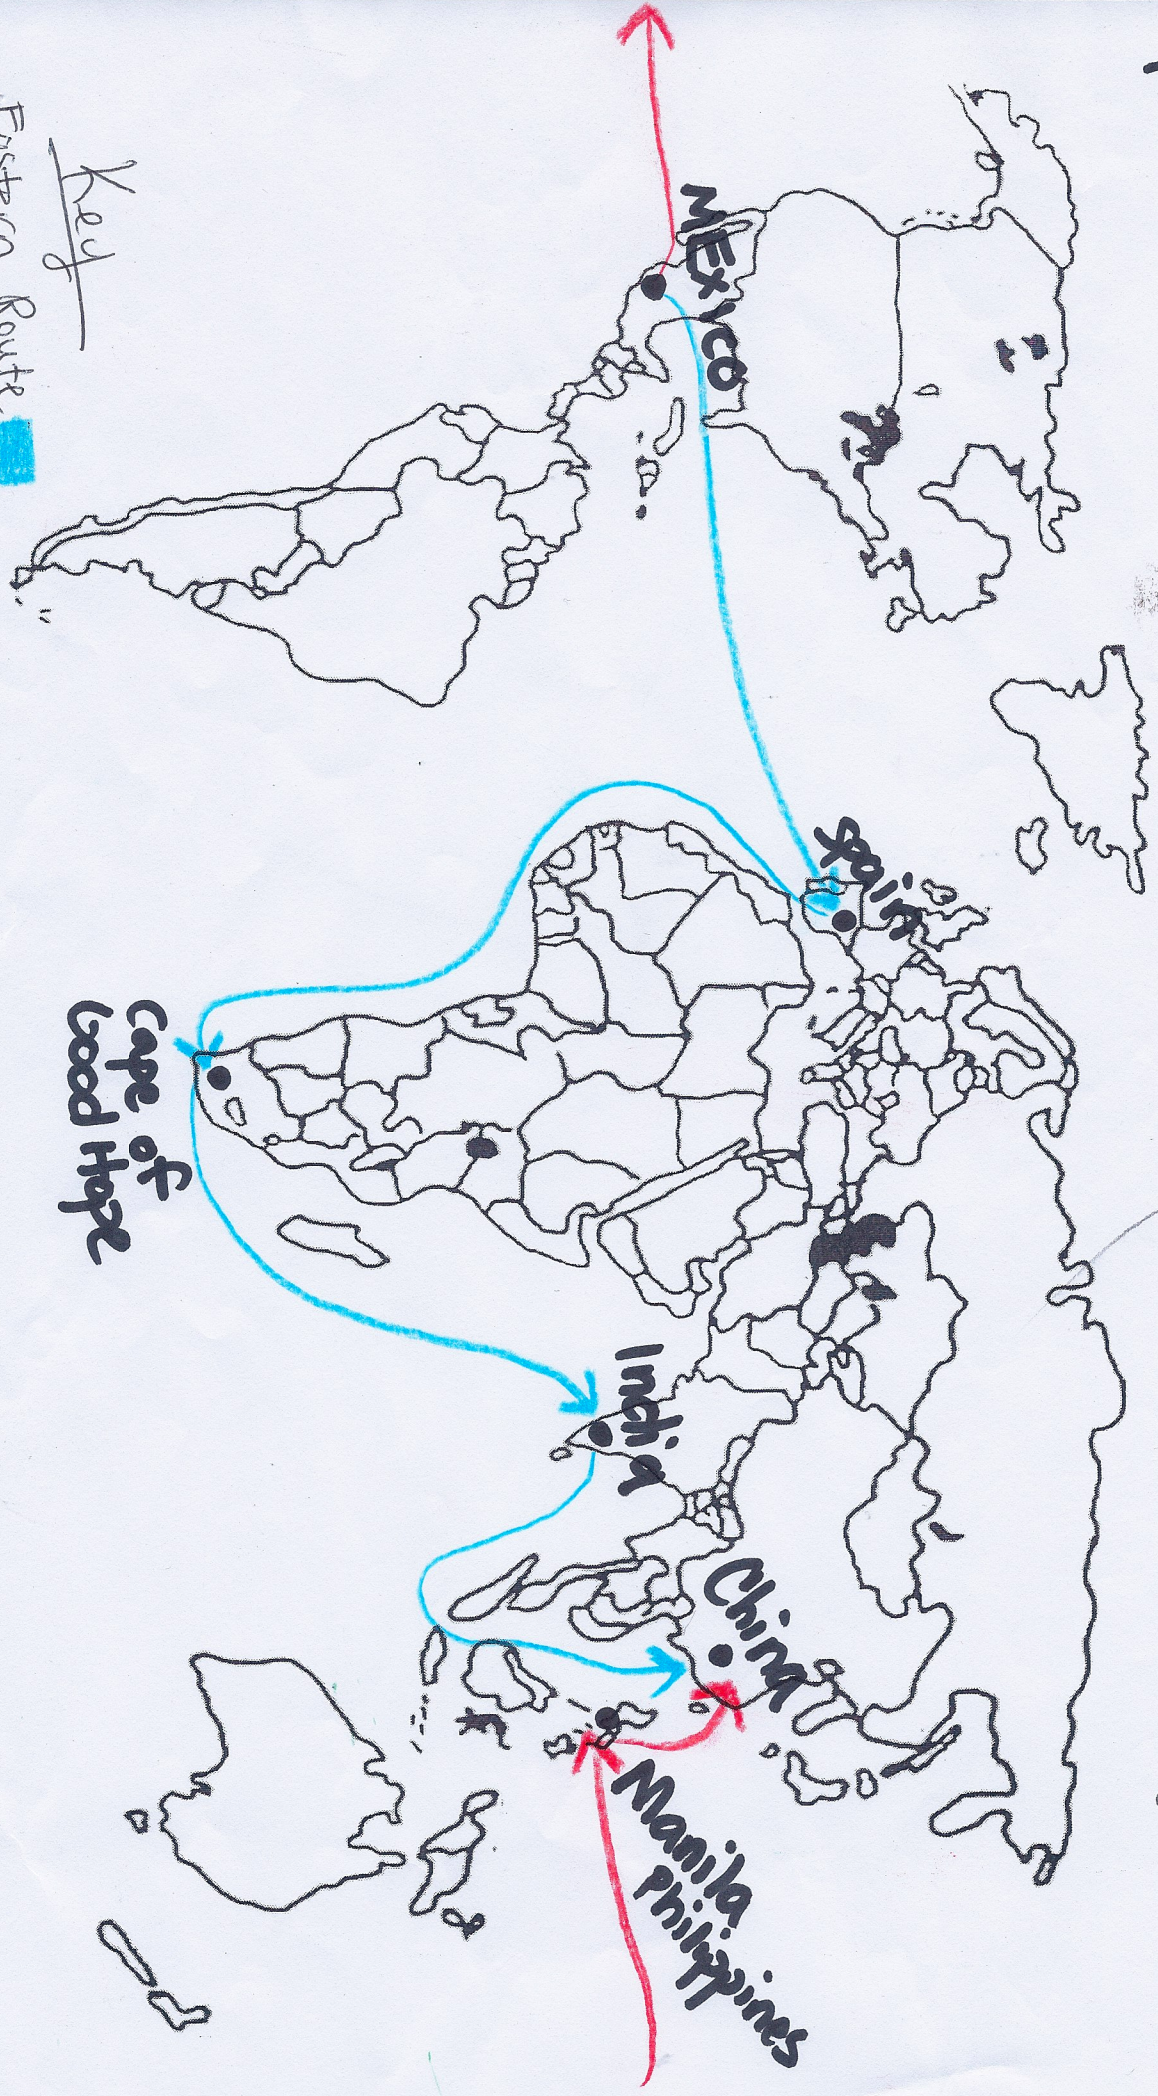 MExico
Spain
Cape of
Good Hope
India
China
Manila
Philippines
Key
Eastern Route: